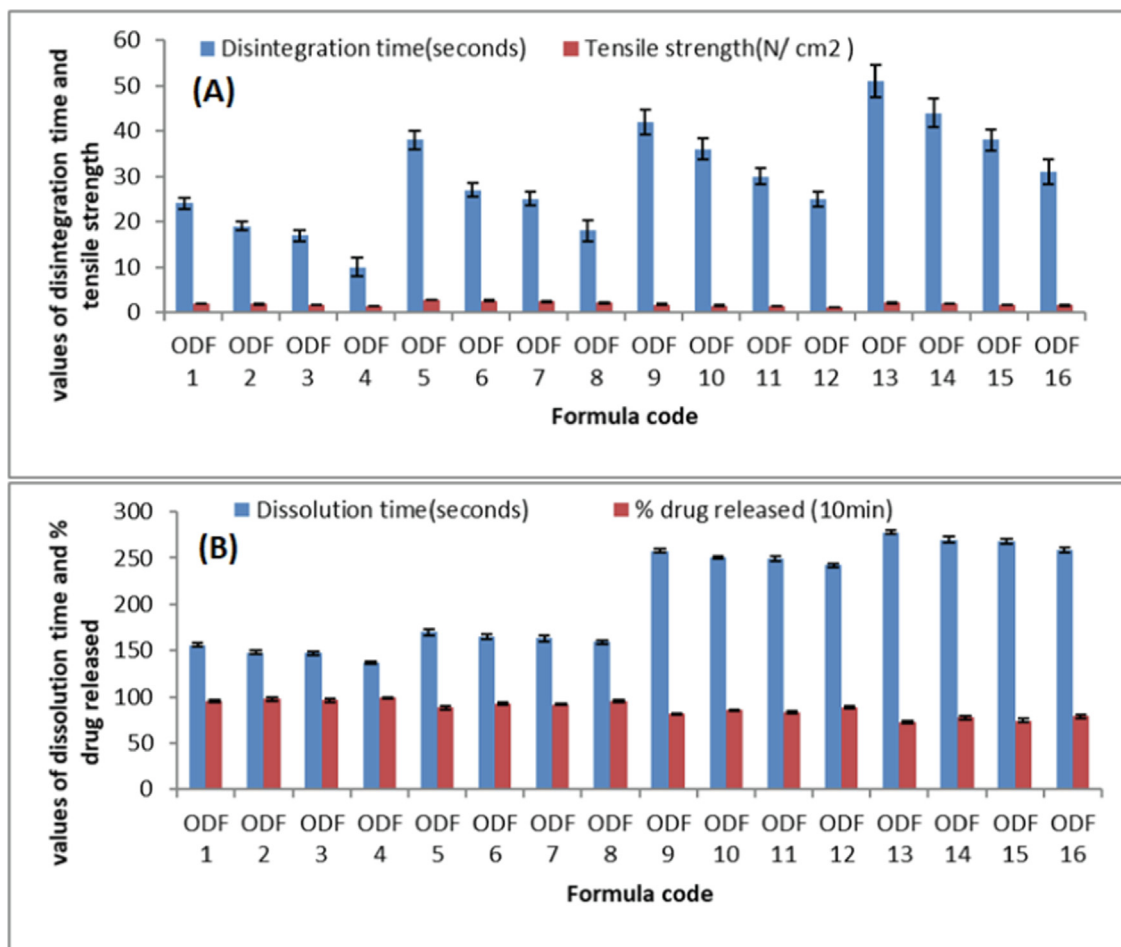 60
50
40
30
20
10
0
Disintegration time(seconds) Tensile strength(N/ cm2 )
(A)
values of disintegration time and
tensile strength
ODF ODF ODF ODF ODF ODF ODF ODF ODF ODF ODF ODF ODF ODF ODF ODF
1 2 3 4 5 6 7 8 9 10 11 12 13 14 15 16
Formula code
300
250
200
150
100
50
0
Dissolution time(seconds) % drug released (10min)
(B)
values of dissolution time and %
drug released
ODF ODF ODF ODF ODF ODF ODF ODF ODF ODF ODF ODF ODF ODF ODF ODF
1 2 3 4 5 6 7 8 9 10 11 12 13 14 15 16
Formula code